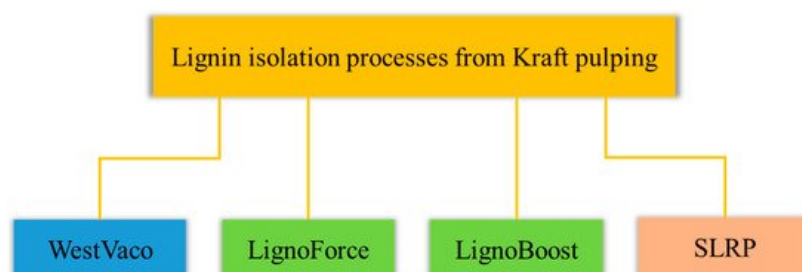 Lignin isolation processes from Kraft pulping
WestVaco
LignoForce
LignoBoost
SLRP